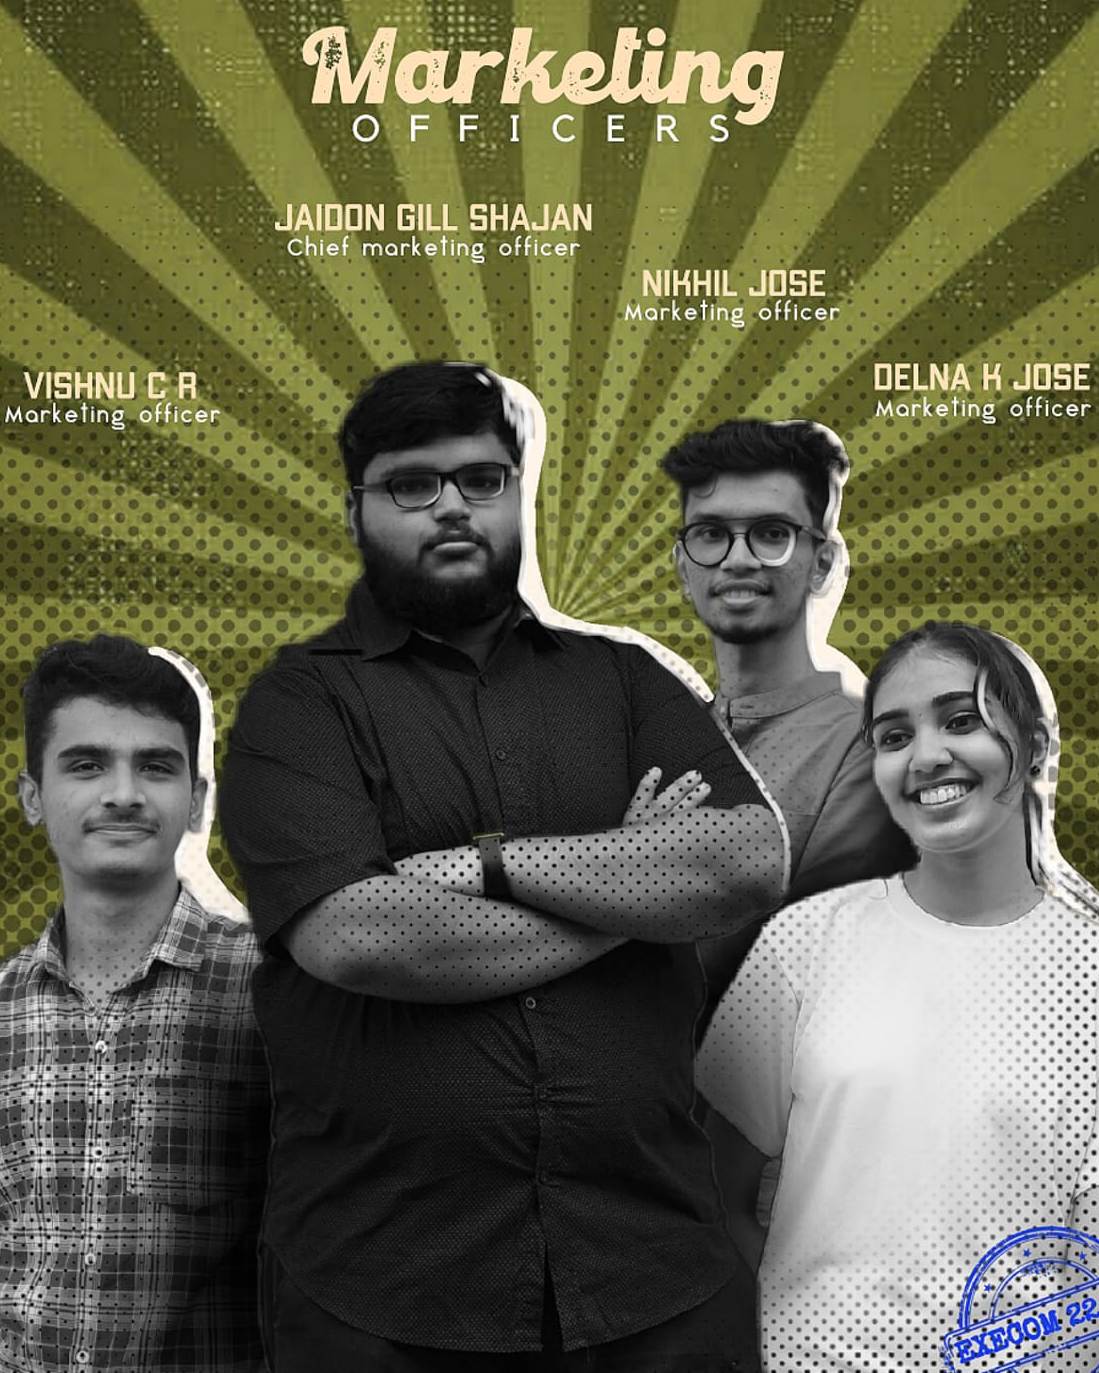 Marketing
OFFICERS
JAIDON GILL SHAJAN
Chief marketing officer
NIKHIL JOSE
Marketing officer
VISHNU C R
Marketing officer
DELNA K JOSE
Marketing officer
EXECOM 22